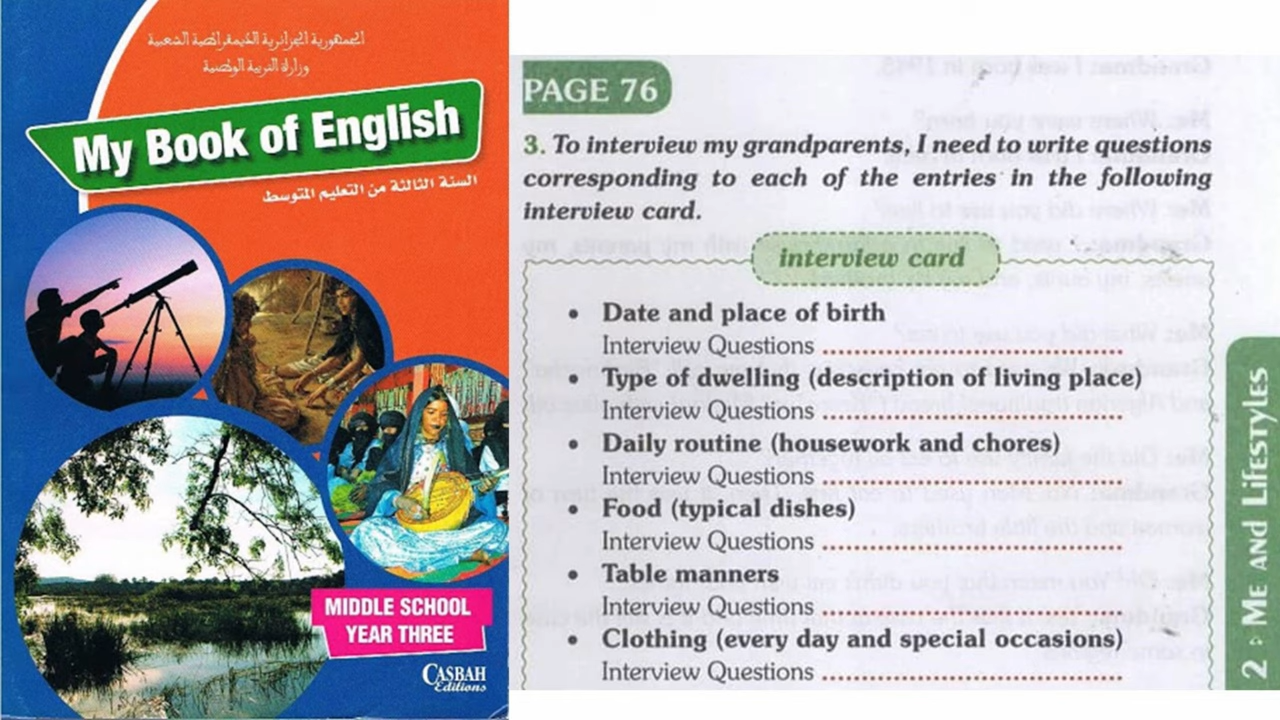 الجمهورية الجزائرية الديمقراطية الشعبية
وزارة التربية الوطنية
My Book of English
السنة الثالثة من التعليم المتوسط
MIDDLE SCHOOL
YEAR THREE
CASBAH
Editions
PAGE 76
3. To interview my grandparents, I need to write questions
corresponding to each of the entries in the following
interview card.
interview card
• Date and place of birth
Interview Questions ........................................
• Type of dwelling (description of living place)
Interview Questions ........................................
• Daily routine (housework and chores)
Interview Questions ........................................
• Food (typical dishes)
Interview Questions ........................................
• Table manners
Interview Questions ........................................
• Clothing (every day and special occasions)
Interview Questions ........................................
2 : ME AND LIFESTYLES